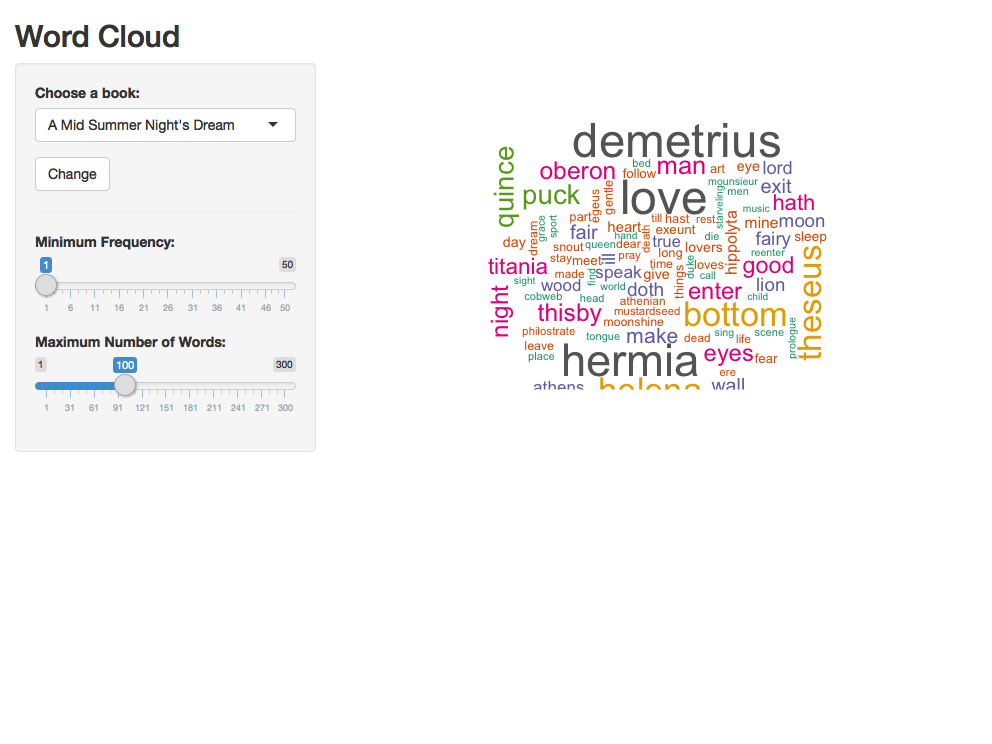 Word Cloud
Choose a book:
A Mid Summer Night's Dream
Change
Minimum Frequency:
1 50
1 6 11 16 21 26 31 36 41 46 50
Maximum Number of Words:
1 100 300
1 31 61 91 121 151 181 211 241 271 300
demetrius
quince
oberon
bed
follow
man
art
eye
lord
puck
egeus
gentle
love
mounsieur
men
exit
starveling
music
hath
grace
sport
part
fair
heart
till
hast
rest
mine
moon
day
dream
snout
queen
hand
dear
death
true
exeunt
die
lovers
hippolyta
fairy
sleep
reenter
titania
stay
meet
ill
pray
long
time
duke
loves
call
good
sight
made
find
speak
give
things
lion
night
wood
world
doth
enter
child
cobweb
head
athenian
thisby
mustardseed
moonshine
bottom
theseus
philostrate
tongue
make
dead
sing
life
scene
prologue
leave
place
hermia
eyes
fear
ere
athens
helena
wall